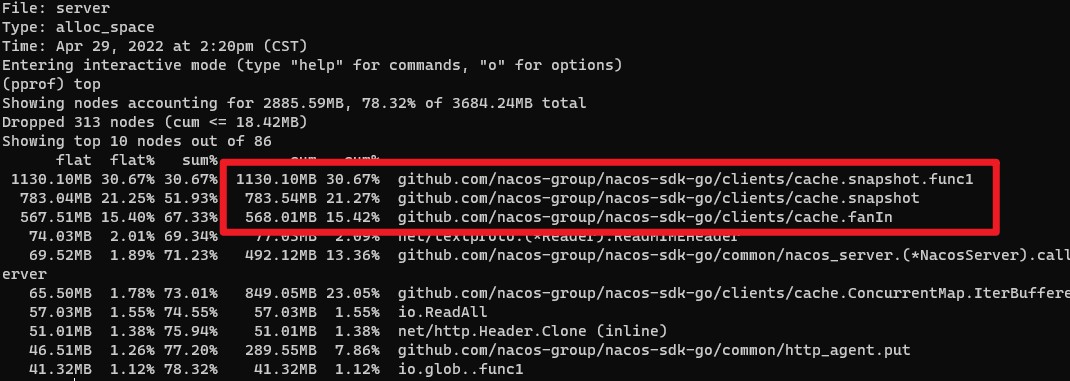 File: server
Type: alloc_space
Time: Apr 29, 2022 at 2:20pm (CST)
Entering interactive mode (type "help" for commands, "o" for options)
(pprof) top
Showing nodes accounting for 2885.59MB, 78.32% of 3684.24MB total
Dropped 313 nodes (cum <= 18.42MB)
Showing top 10 nodes out of 86
flat flat% sum% cum cum%
1130.10MB 30.67% 30.67% 1130.10MB 30.67% github.com/nacos-group/nacos-sdk-go/clients/cache.snapshot.func1
783.04MB 21.25% 51.93% 783.54MB 21.27% github.com/nacos-group/nacos-sdk-go/clients/cache.snapshot
567.51MB 15.40% 67.33% 568.01MB 15.42% github.com/nacos-group/nacos-sdk-go/clients/cache.fanIn
74.03MB 2.01% 69.34% 77.03MB 2.09% net/textproto.(*Reader).ReadMIMEHeader
69.52MB 1.89% 71.23% 492.12MB 13.36% github.com/nacos-group/nacos-sdk-go/common/nacos_server.(*NacosServer).call
erver
65.50MB 1.78% 73.01% 849.05MB 23.05% github.com/nacos-group/nacos-sdk-go/clients/cache.ConcurrentMap.IterBuffere
57.03MB 1.55% 74.55% 57.03MB 1.55% io.ReadAll
51.01MB 1.38% 75.94% 51.01MB 1.38% net/http.Header.Clone (inline)
46.51MB 1.26% 77.20% 289.55MB 7.86% github.com/nacos-group/nacos-sdk-go/common/http_agent.put
41.32MB 1.12% 78.32% 41.32MB 1.12% io.glob..func1